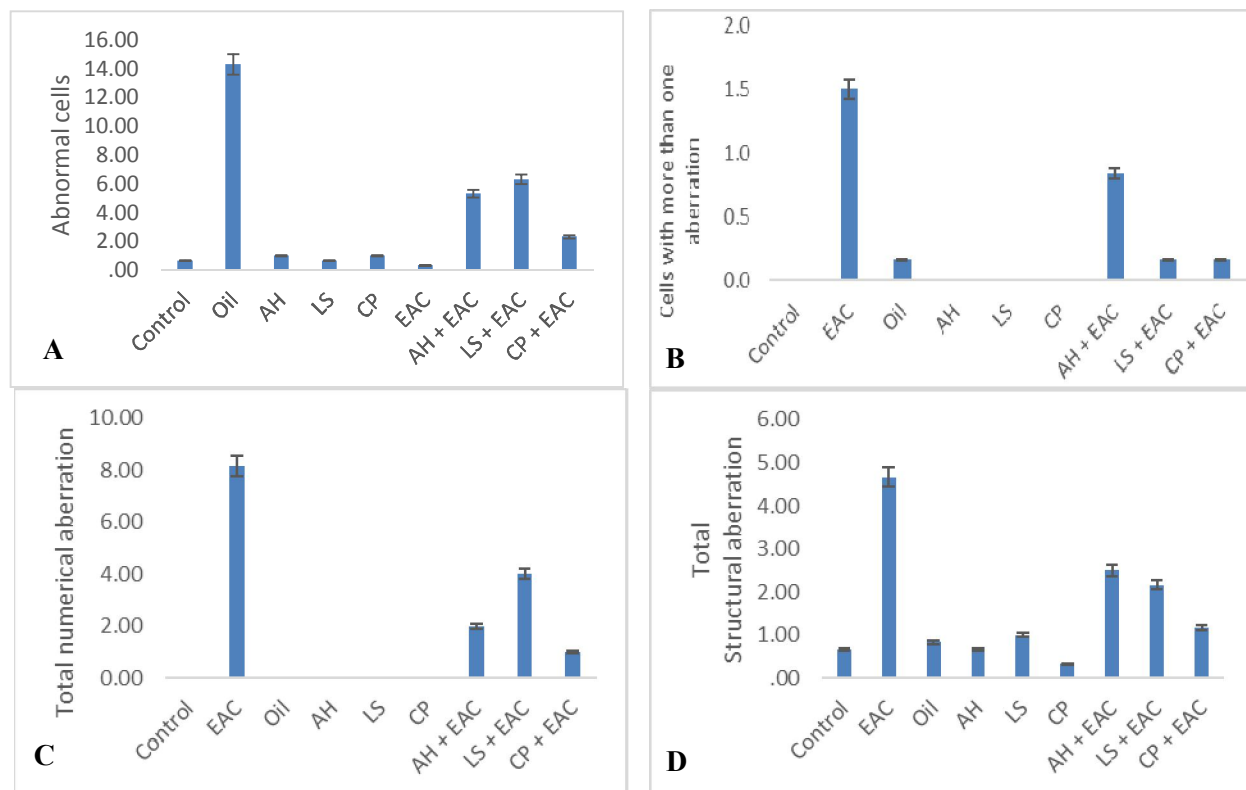 Abnormal cells
16.00
14.00
12.00
10.00
8.00
6.00
4.00
2.00
.00
Control
Oil
AH
LS
CP
EAC
AH + EAC
LS + EAC
CP + EAC
A
Cells with more than one
aberration
2.0
1.5
1.0
0.5
0.0
Control
EAC
Oil
AH
LS
CP
AH + EAC
LS + EAC
CP + EAC
B
Total numerical aberration
10.00
8.00
6.00
4.00
2.00
0.00
Control
EAC
Oil
AH
LS
CP
AH + EAC
LS + EAC
CP + EAC
C
Total
Structural aberration
6.00
5.00
4.00
3.00
2.00
1.00
.00
Control
EAC
Oil
AH
LS
CP
AH + EAC
LS + EAC
CP + EAC
D